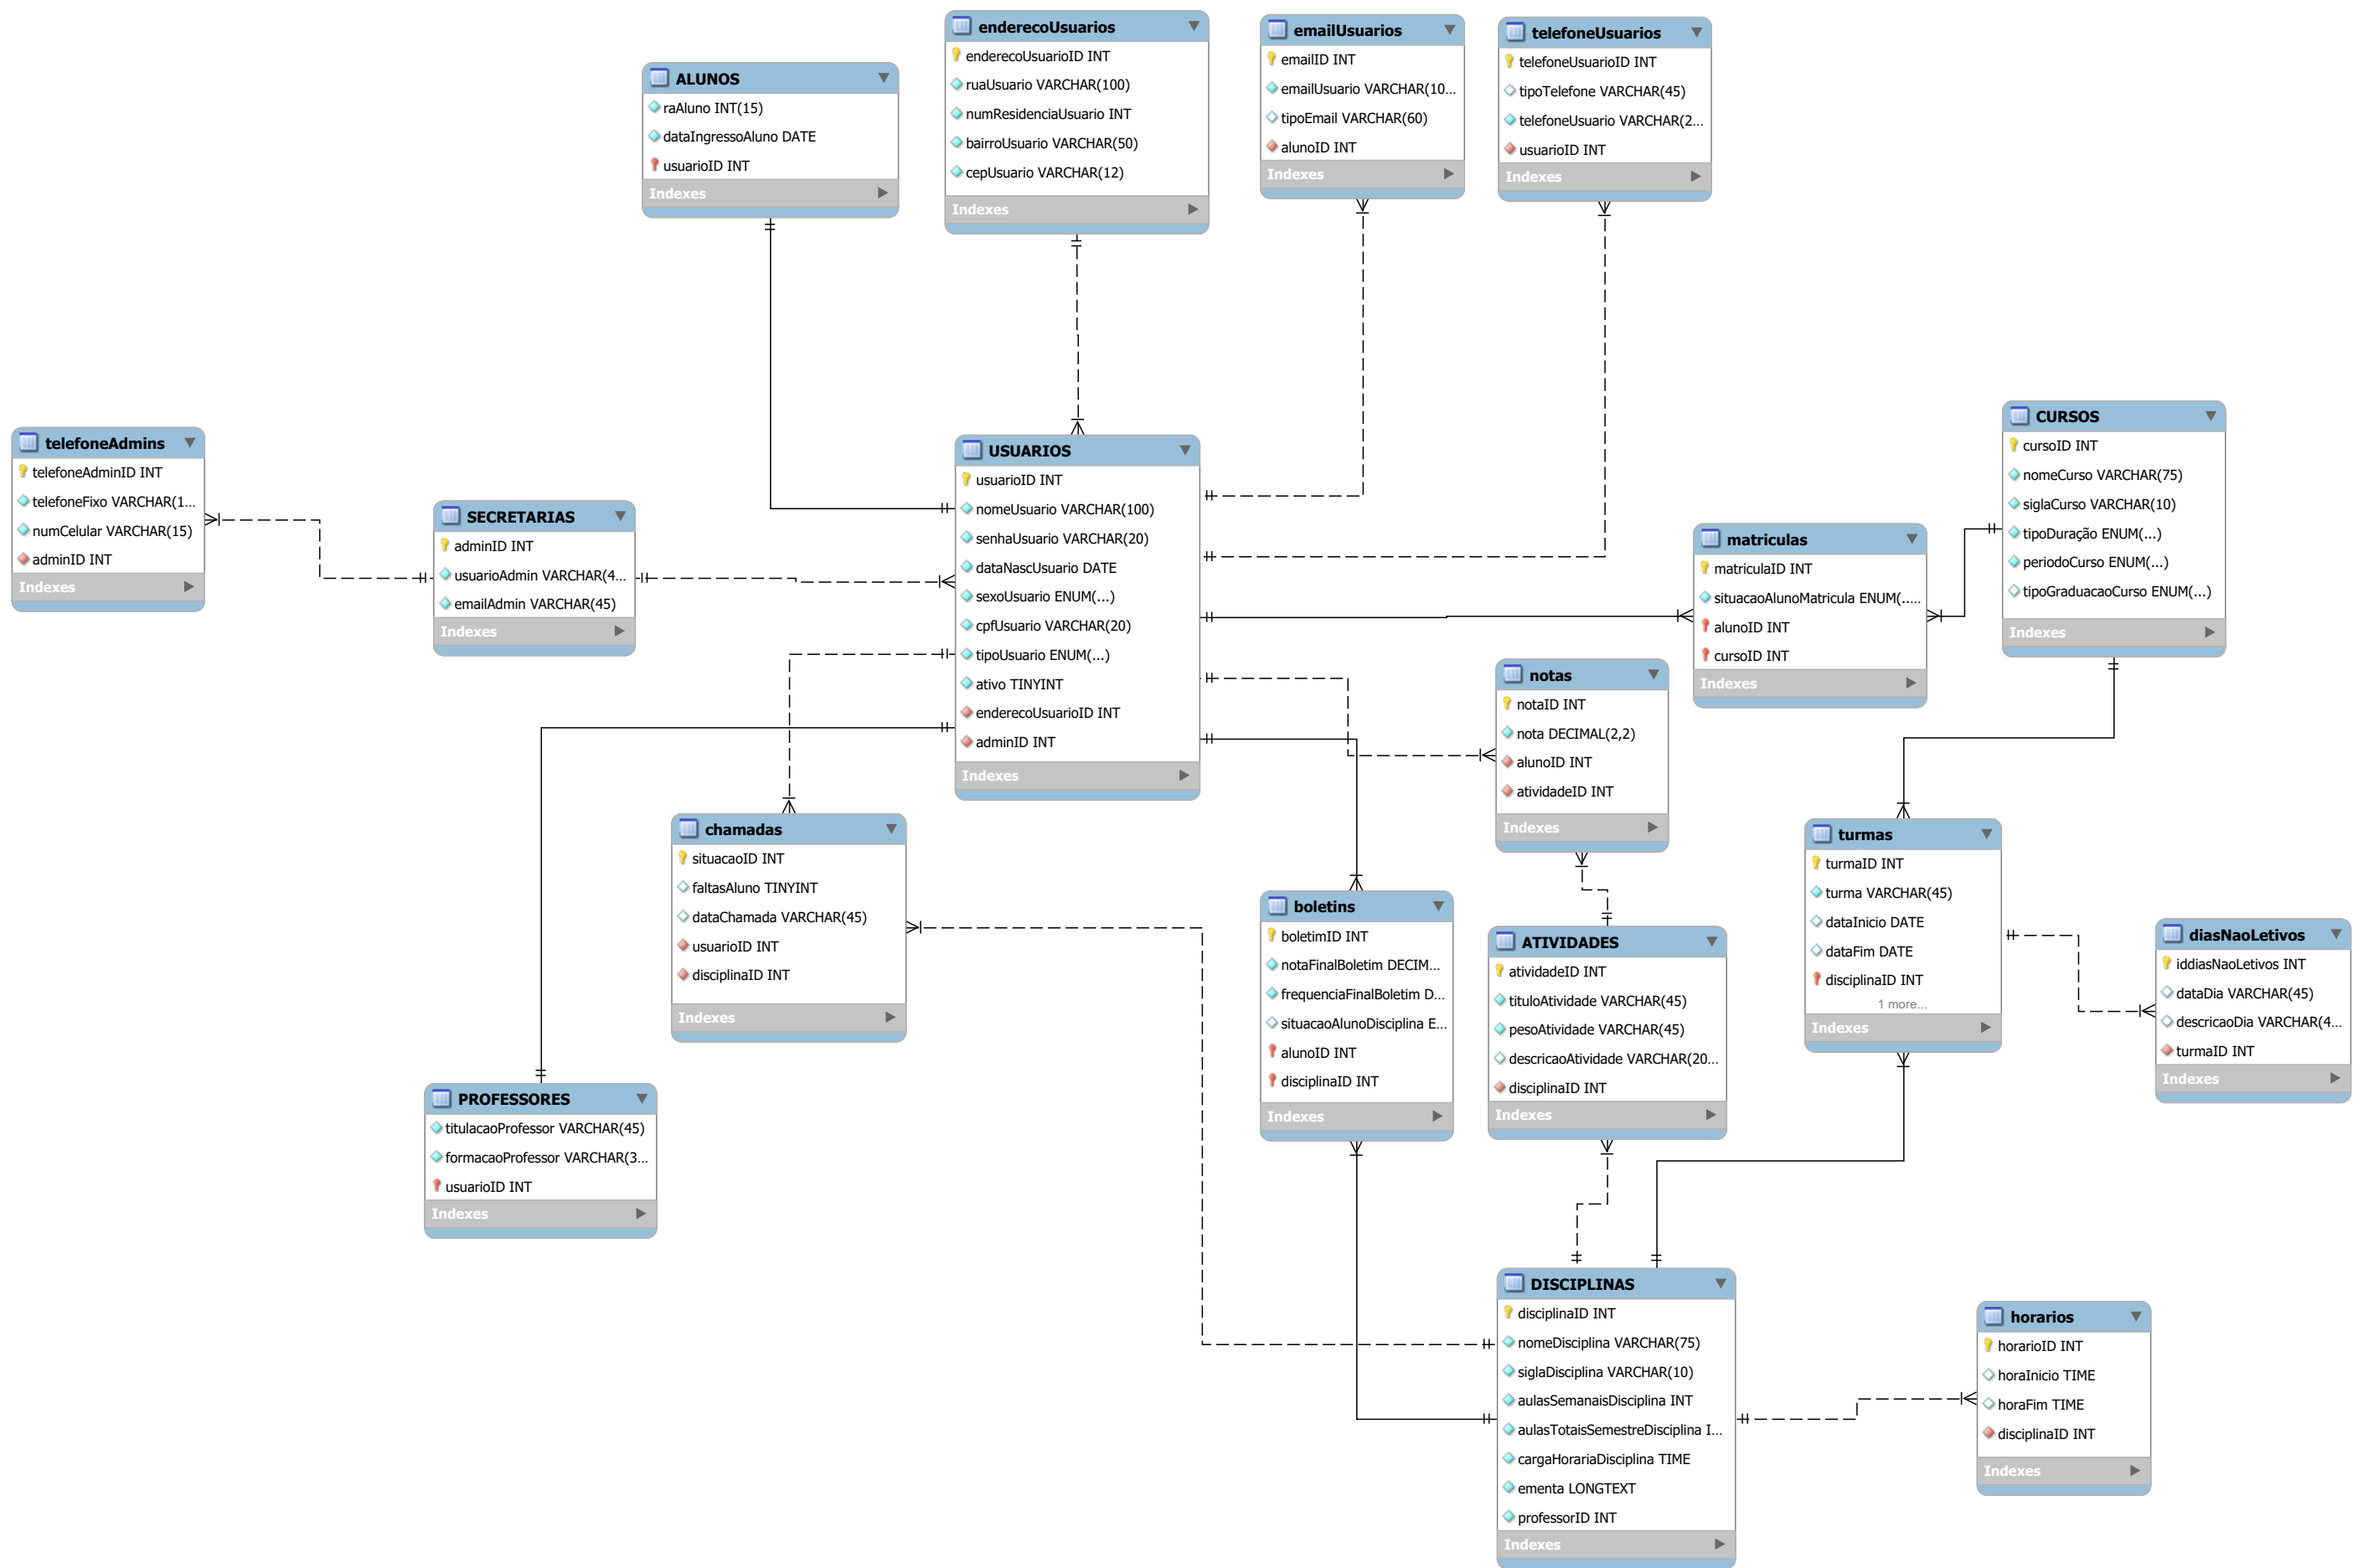 enderecoUsuarios
enderecoUsuarioID INT
ruaUsuario VARCHAR(100)
numResidenciaUsuario INT
bairroUsuario VARCHAR(50)
cepUsuario VARCHAR(12)
Indexes
emailUsuarios
emailID INT
emailUsuario VARCHAR(10...
tipoEmail VARCHAR(60)
alunoID INT
Indexes
telefoneUsuarios
telefoneUsuarioID INT
tipoTelefone VARCHAR(45)
telefoneUsuario VARCHAR(2...
usuarioID INT
Indexes
ALUNOS
raAluno INT(15)
dataIngressoAluno DATE
usuarioID INT
Indexes
telefoneAdmins
telefoneAdminID INT
telefoneFixo VARCHAR(1...
numCelular VARCHAR(15)
adminID INT
Indexes
SECRETARIAS
adminID INT
usuarioAdmin VARCHAR(4...
emailAdmin VARCHAR(45)
Indexes
USUARIOS
usuarioID INT
nomeUsuario VARCHAR(100)
senhaUsuario VARCHAR(20)
dataNascUsuario DATE
sexoUsuario ENUM(...)
cpfUsuario VARCHAR(20)
tipoUsuario ENUM(...)
ativo TINYINT
enderecoUsuarioID INT
adminID INT
Indexes
CURSOS
cursoID INT
nomeCurso VARCHAR(75)
siglaCurso VARCHAR(10)
tipoDuração ENUM(...)
periodoCurso ENUM(...)
tipoGraduacaoCurso ENUM(...)
Indexes
matriculas
matriculaID INT
situacaoAlunoMatricula ENUM(.....
alunoID INT
cursoID INT
Indexes
notas
notaID INT
nota DECIMAL(2,2)
alunoID INT
atividadeID INT
Indexes
chamadas
situacaoID INT
faltasAluno TINYINT
dataChamada VARCHAR(45)
usuarioID INT
disciplinaID INT
Indexes
boletins
boletimID INT
notaFinalBoletim DECIM...
frequenciaFinalBoletim D...
situacaoAlunoDisciplina E...
alunoID INT
disciplinaID INT
Indexes
ATIVIDADES
atividadeID INT
tituloAtividade VARCHAR(45)
pesoAtividade VARCHAR(45)
descricaoAtividade VARCHAR(20...
disciplinaID INT
Indexes
turmas
turmaID INT
turma VARCHAR(45)
dataInicio DATE
dataFim DATE
disciplinaID INT
1 more...
Indexes
diasNaoLetivos
iddiasNaoLetivos INT
dataDia VARCHAR(45)
descricaoDia VARCHAR(4...
turmaID INT
Indexes
PROFESSORES
titulacaoProfessor VARCHAR(45)
formacaoProfessor VARCHAR(3...
usuarioID INT
Indexes
DISCIPLINAS
disciplinaID INT
nomeDisciplina VARCHAR(75)
siglaDisciplina VARCHAR(10)
aulasSemanaisDisciplina INT
aulasTotaisSemestreDisciplina I...
cargaHorariaDisciplina TIME
ementa LONGTEXT
professorID INT
Indexes
horarios
horarioID INT
horaInicio TIME
horaFim TIME
disciplinaID INT
Indexes